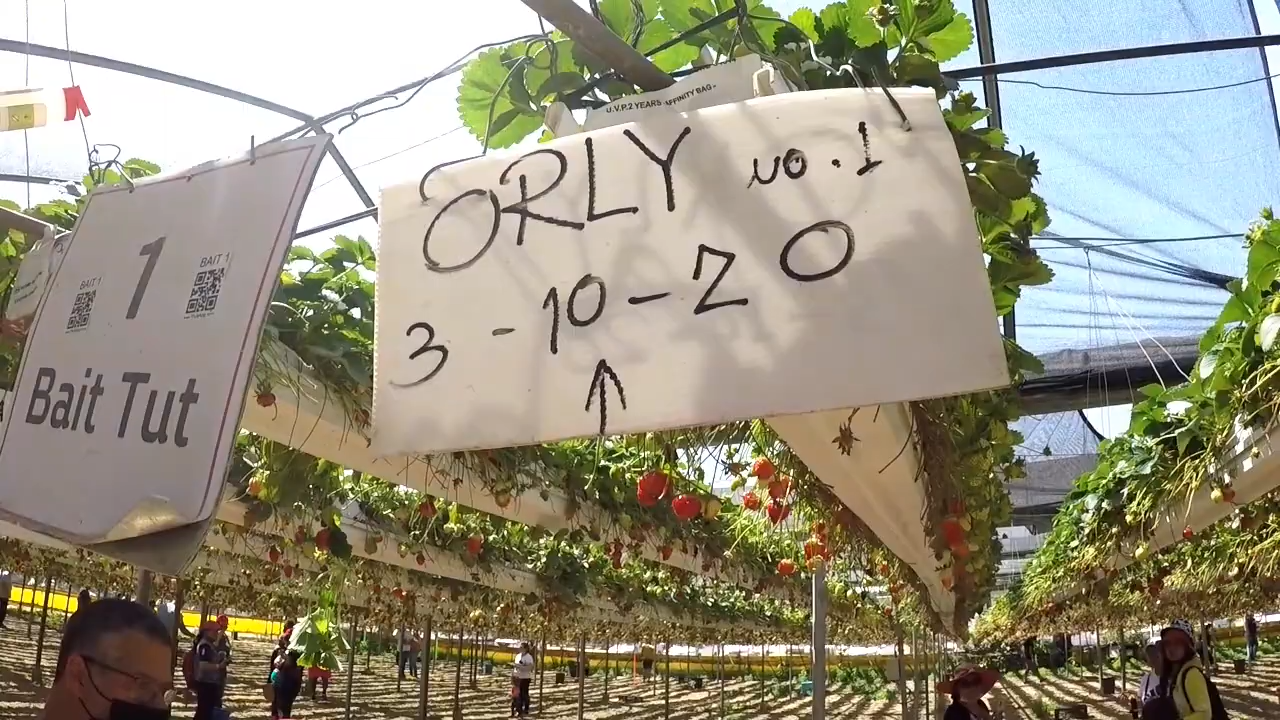 U.V.P.2 YEARS AFFINITY BAG-
ORLY NO.1
3-10-20
↑
BAIT 1
1
BAIT 1
Bait Tut